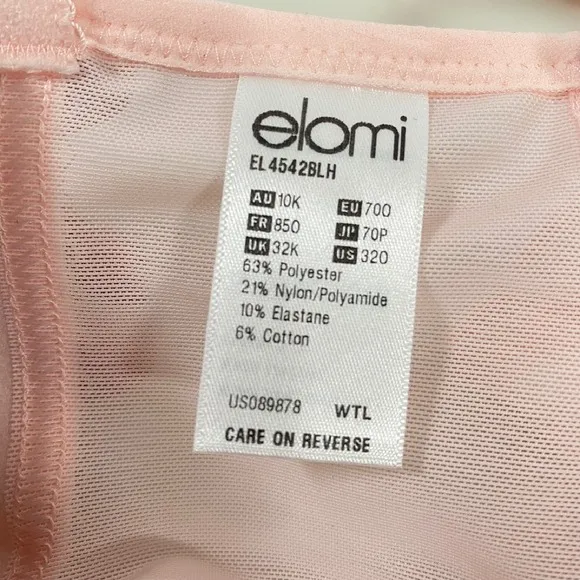 elomi
EL4542BLH
AU 10K EU 70O
FR 85O JP 70P
UK 32K US 32O
63% Polyester
21% Nylon/Polyamide
10% Elastane
6% Cotton
US089878 WTL
CARE ON REVERSE